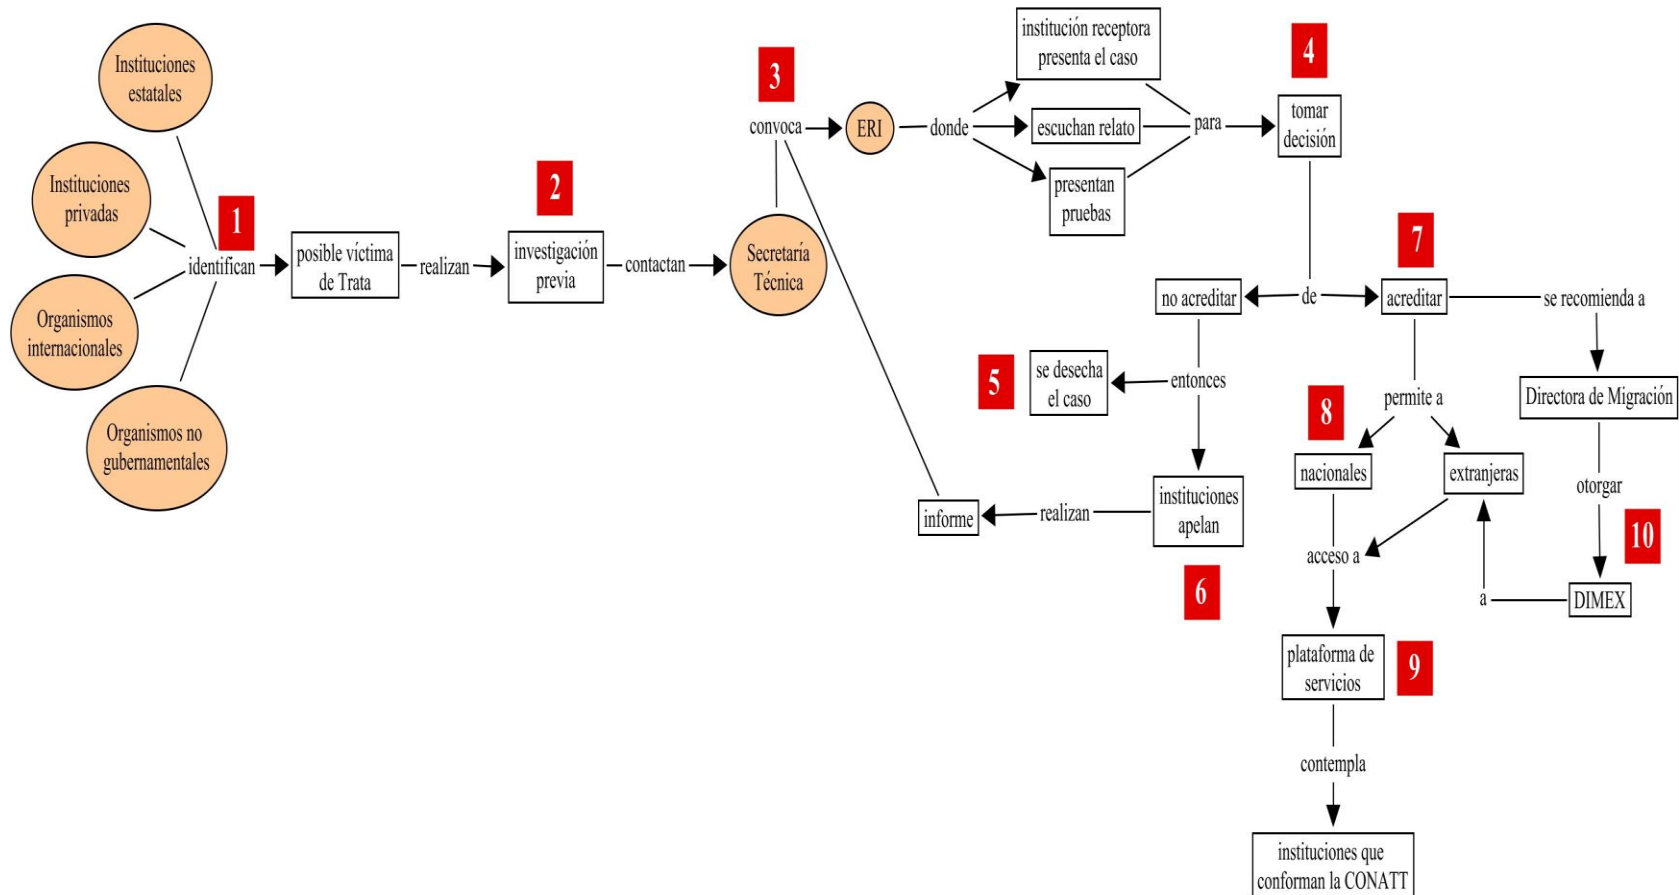 Instituciones
estatales
Instituciones
privadas
Organismos
internacionales
Organismos no
gubernamentales
1
identifican
posible víctima
de Trata
realizan
2
investigación
previa
contactan
Secretaría
Técnica
3
convoca
ERI
donde
institución receptora
presenta el caso
escuchan relato
presentan
pruebas
para
4
tomar
decisión
de
no acreditar
entonces
5
se desecha
el caso
instituciones
apelan
6
realizan
informe
7
acreditar
se recomienda a
Directora de Migración
otorgar
10
DIMEX
a
permite a
8
nacionales
extranjeras
acceso a
plataforma de
servicios
9
contempla
instituciones que
conforman la CONATT